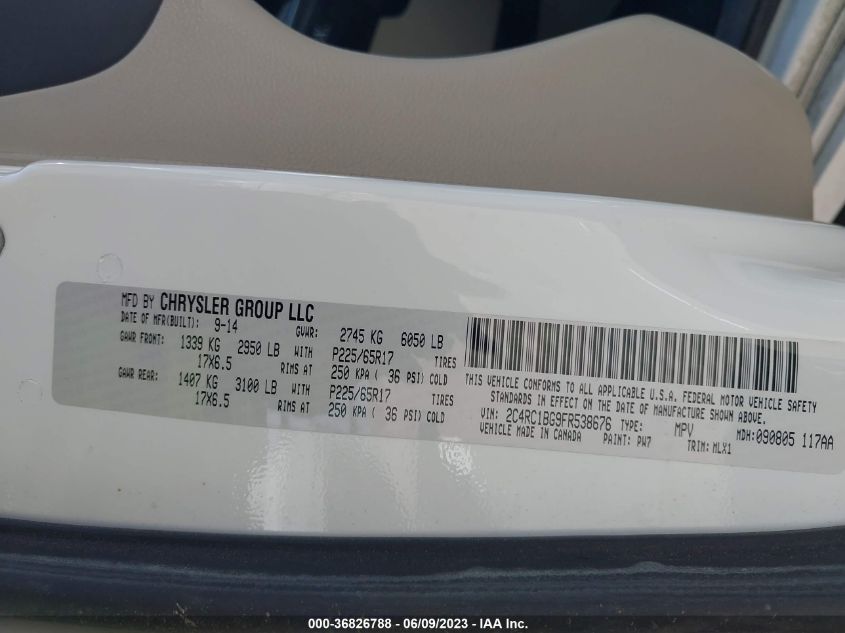 MFD BY CHRYSLER GROUP LLC
DATE OF MFR(BUILT): 9-14 GVWR: 2745 KG 6050 LB
GAWR FRONT: 1339 KG 2950 LB WITH P225/65R17 TIRES
17X6.5 RIMS AT 250 KPA ( 36 PSI) COLD
GAWR REAR: 1407 KG 3100 LB WITH P225/65R17 TIRES
17X6.5 RIMS AT 250 KPA ( 36 PSI) COLD
THIS VEHICLE CONFORMS TO ALL APPLICABLE U.S.A. FEDERAL MOTOR VEHICLE SAFETY
STANDARDS IN EFFECT ON THE DATE OF MANUFACTURE SHOWN ABOVE.
VIN: 2C4RC1BG9FR538676 TYPE: MPV MDH:090805 117AA
VEHICLE MADE IN CANADA PAINT: PW7 TRIM: MLX1
000-36826788 - 06/09/2023 - IAA Inc.